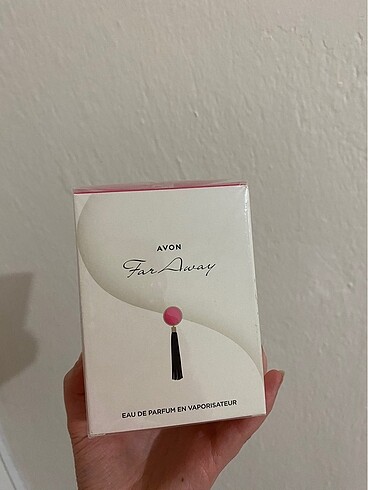 AVON
Far Away
EAU DE PARFUM EN VAPORISATEUR